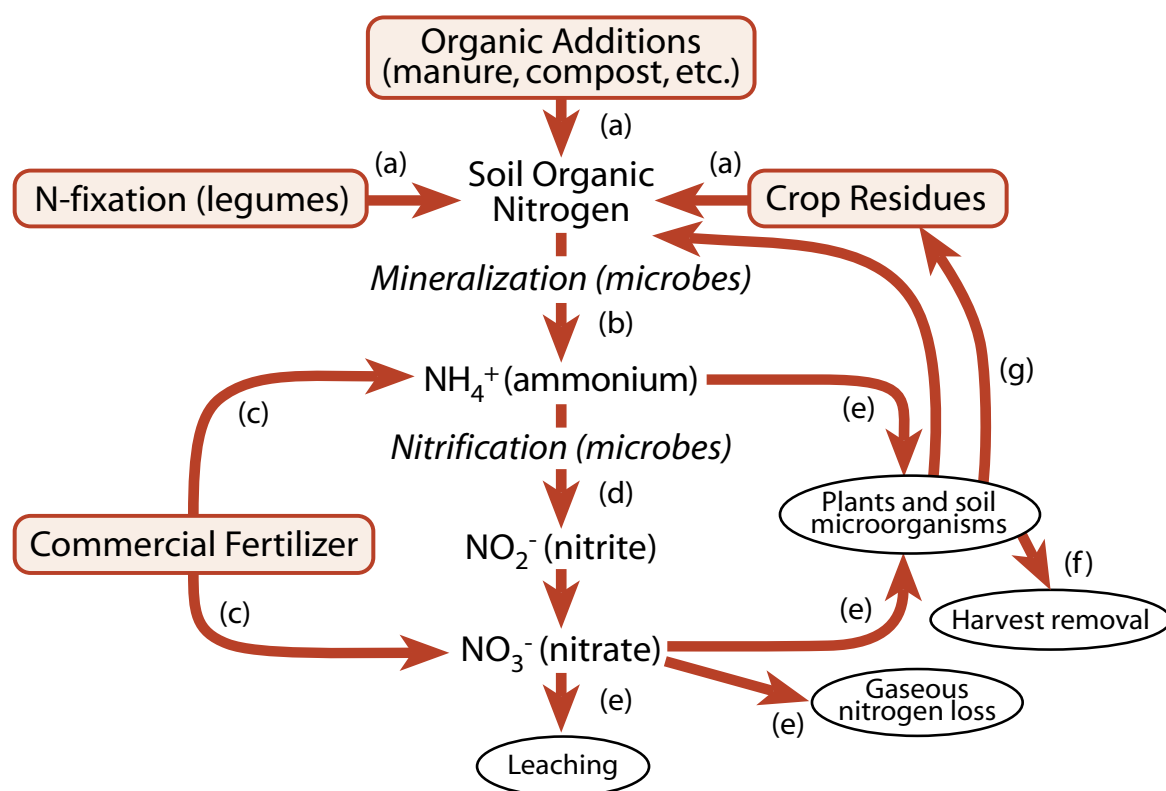 Organic Additions
(manure, compost, etc.)
(a)
(a)
(a)
N-fixation (legumes)
Soil Organic
Nitrogen
Crop Residues
Mineralization (microbes)
(b)
NH₄⁺ (ammonium)
(c)
(e)
(g)
Nitrification (microbes)
(d)
Plants and soil
microorganisms
Commercial Fertilizer
NO₂⁻ (nitrite)
(f)
(c)
(e)
Harvest removal
NO₃⁻ (nitrate)
(e)
(e)
Gaseous
nitrogen loss
Leaching